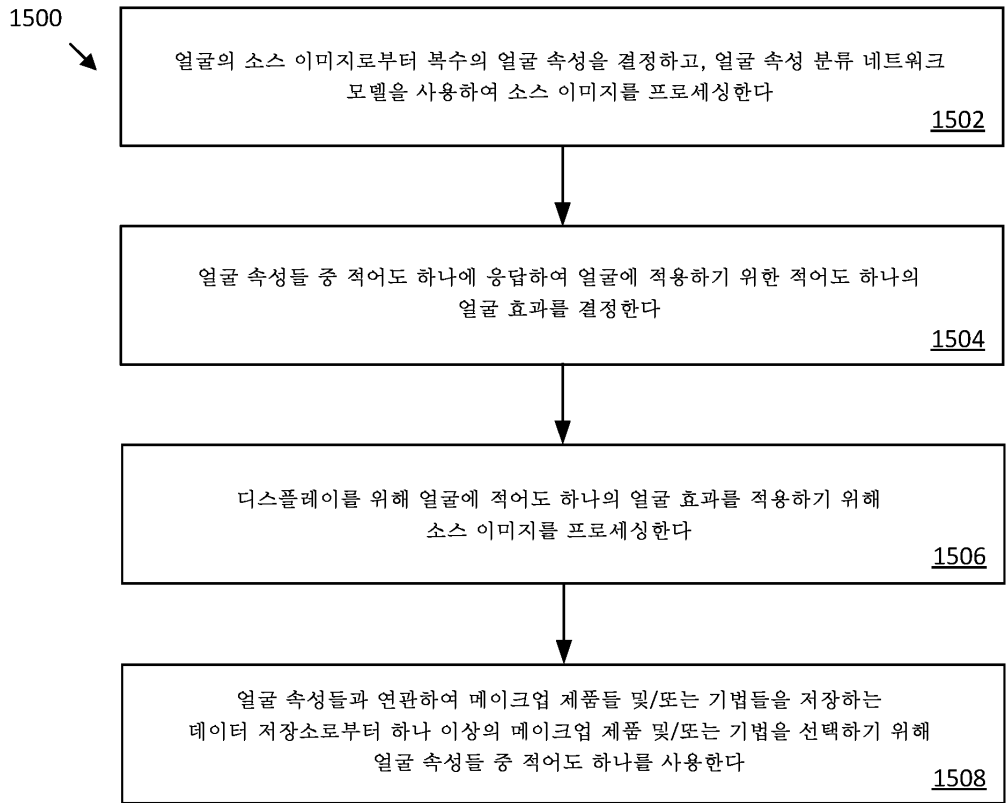 1500
얼굴의 소스 이미지로부터 복수의 얼굴 속성을 결정하고, 얼굴 속성 분류 네트워크
모델을 사용하여 소스 이미지를 프로세싱한다
1502
얼굴 속성들 중 적어도 하나에 응답하여 얼굴에 적용하기 위한 적어도 하나의
얼굴 효과를 결정한다
1504
디스플레이를 위해 얼굴에 적어도 하나의 얼굴 효과를 적용하기 위해
소스 이미지를 프로세싱한다
1506
얼굴 속성들과 연관하여 메이크업 제품들 및/또는 기법들을 저장하는
데이터 저장소로부터 하나 이상의 메이크업 제품 및/또는 기법을 선택하기 위해
얼굴 속성들 중 적어도 하나를 사용한다
1508